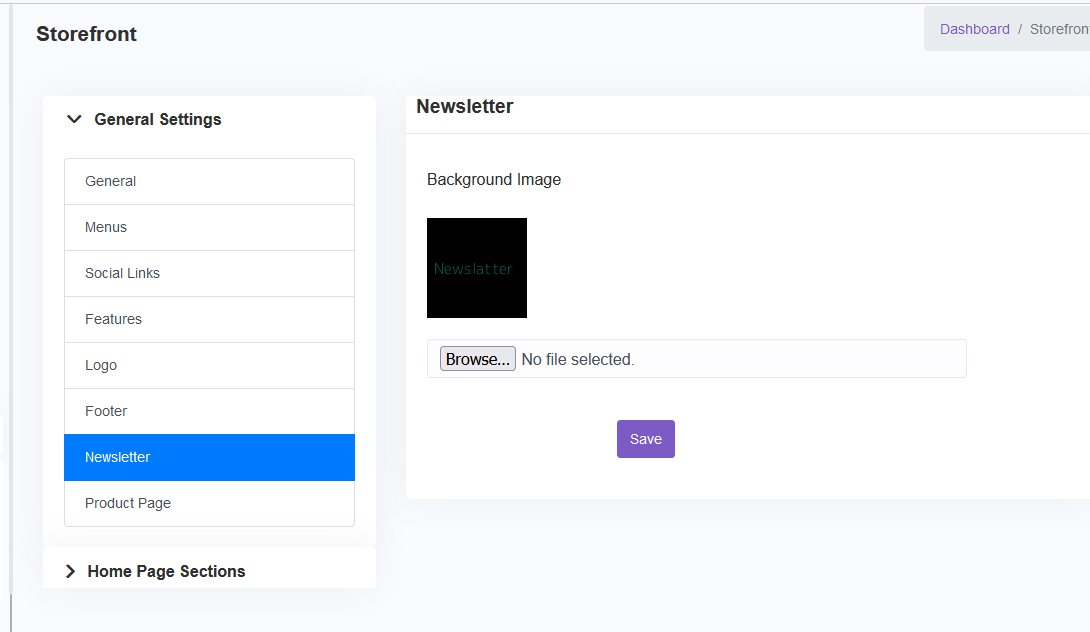 Storefront
Dashboard / Storefron
General Settings
General
Menus
Social Links
Features
Logo
Footer
Newsletter
Product Page
Home Page Sections
Newsletter
Background Image
Newslatter
Browse... No file selected.
Save